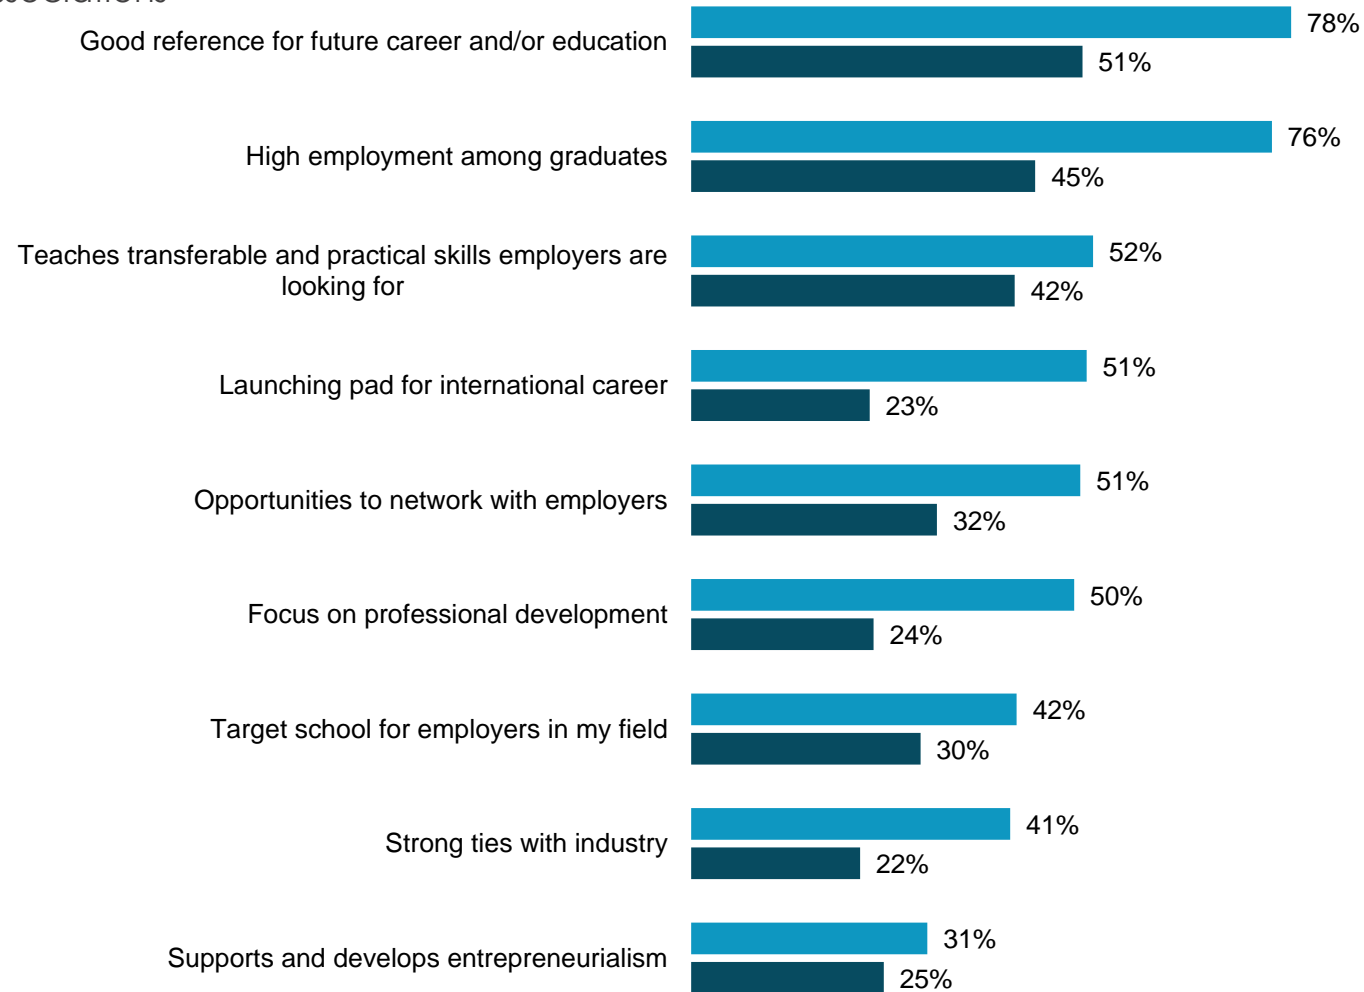 Good reference for future career and/or education
78%
51%
High employment among graduates
76%
45%
Teaches transferable and practical skills employers are
looking for
52%
42%
Launching pad for international career
51%
23%
Opportunities to network with employers
51%
32%
Focus on professional development
50%
24%
Target school for employers in my field
42%
30%
Strong ties with industry
41%
22%
Supports and develops entrepreneurialism
31%
25%